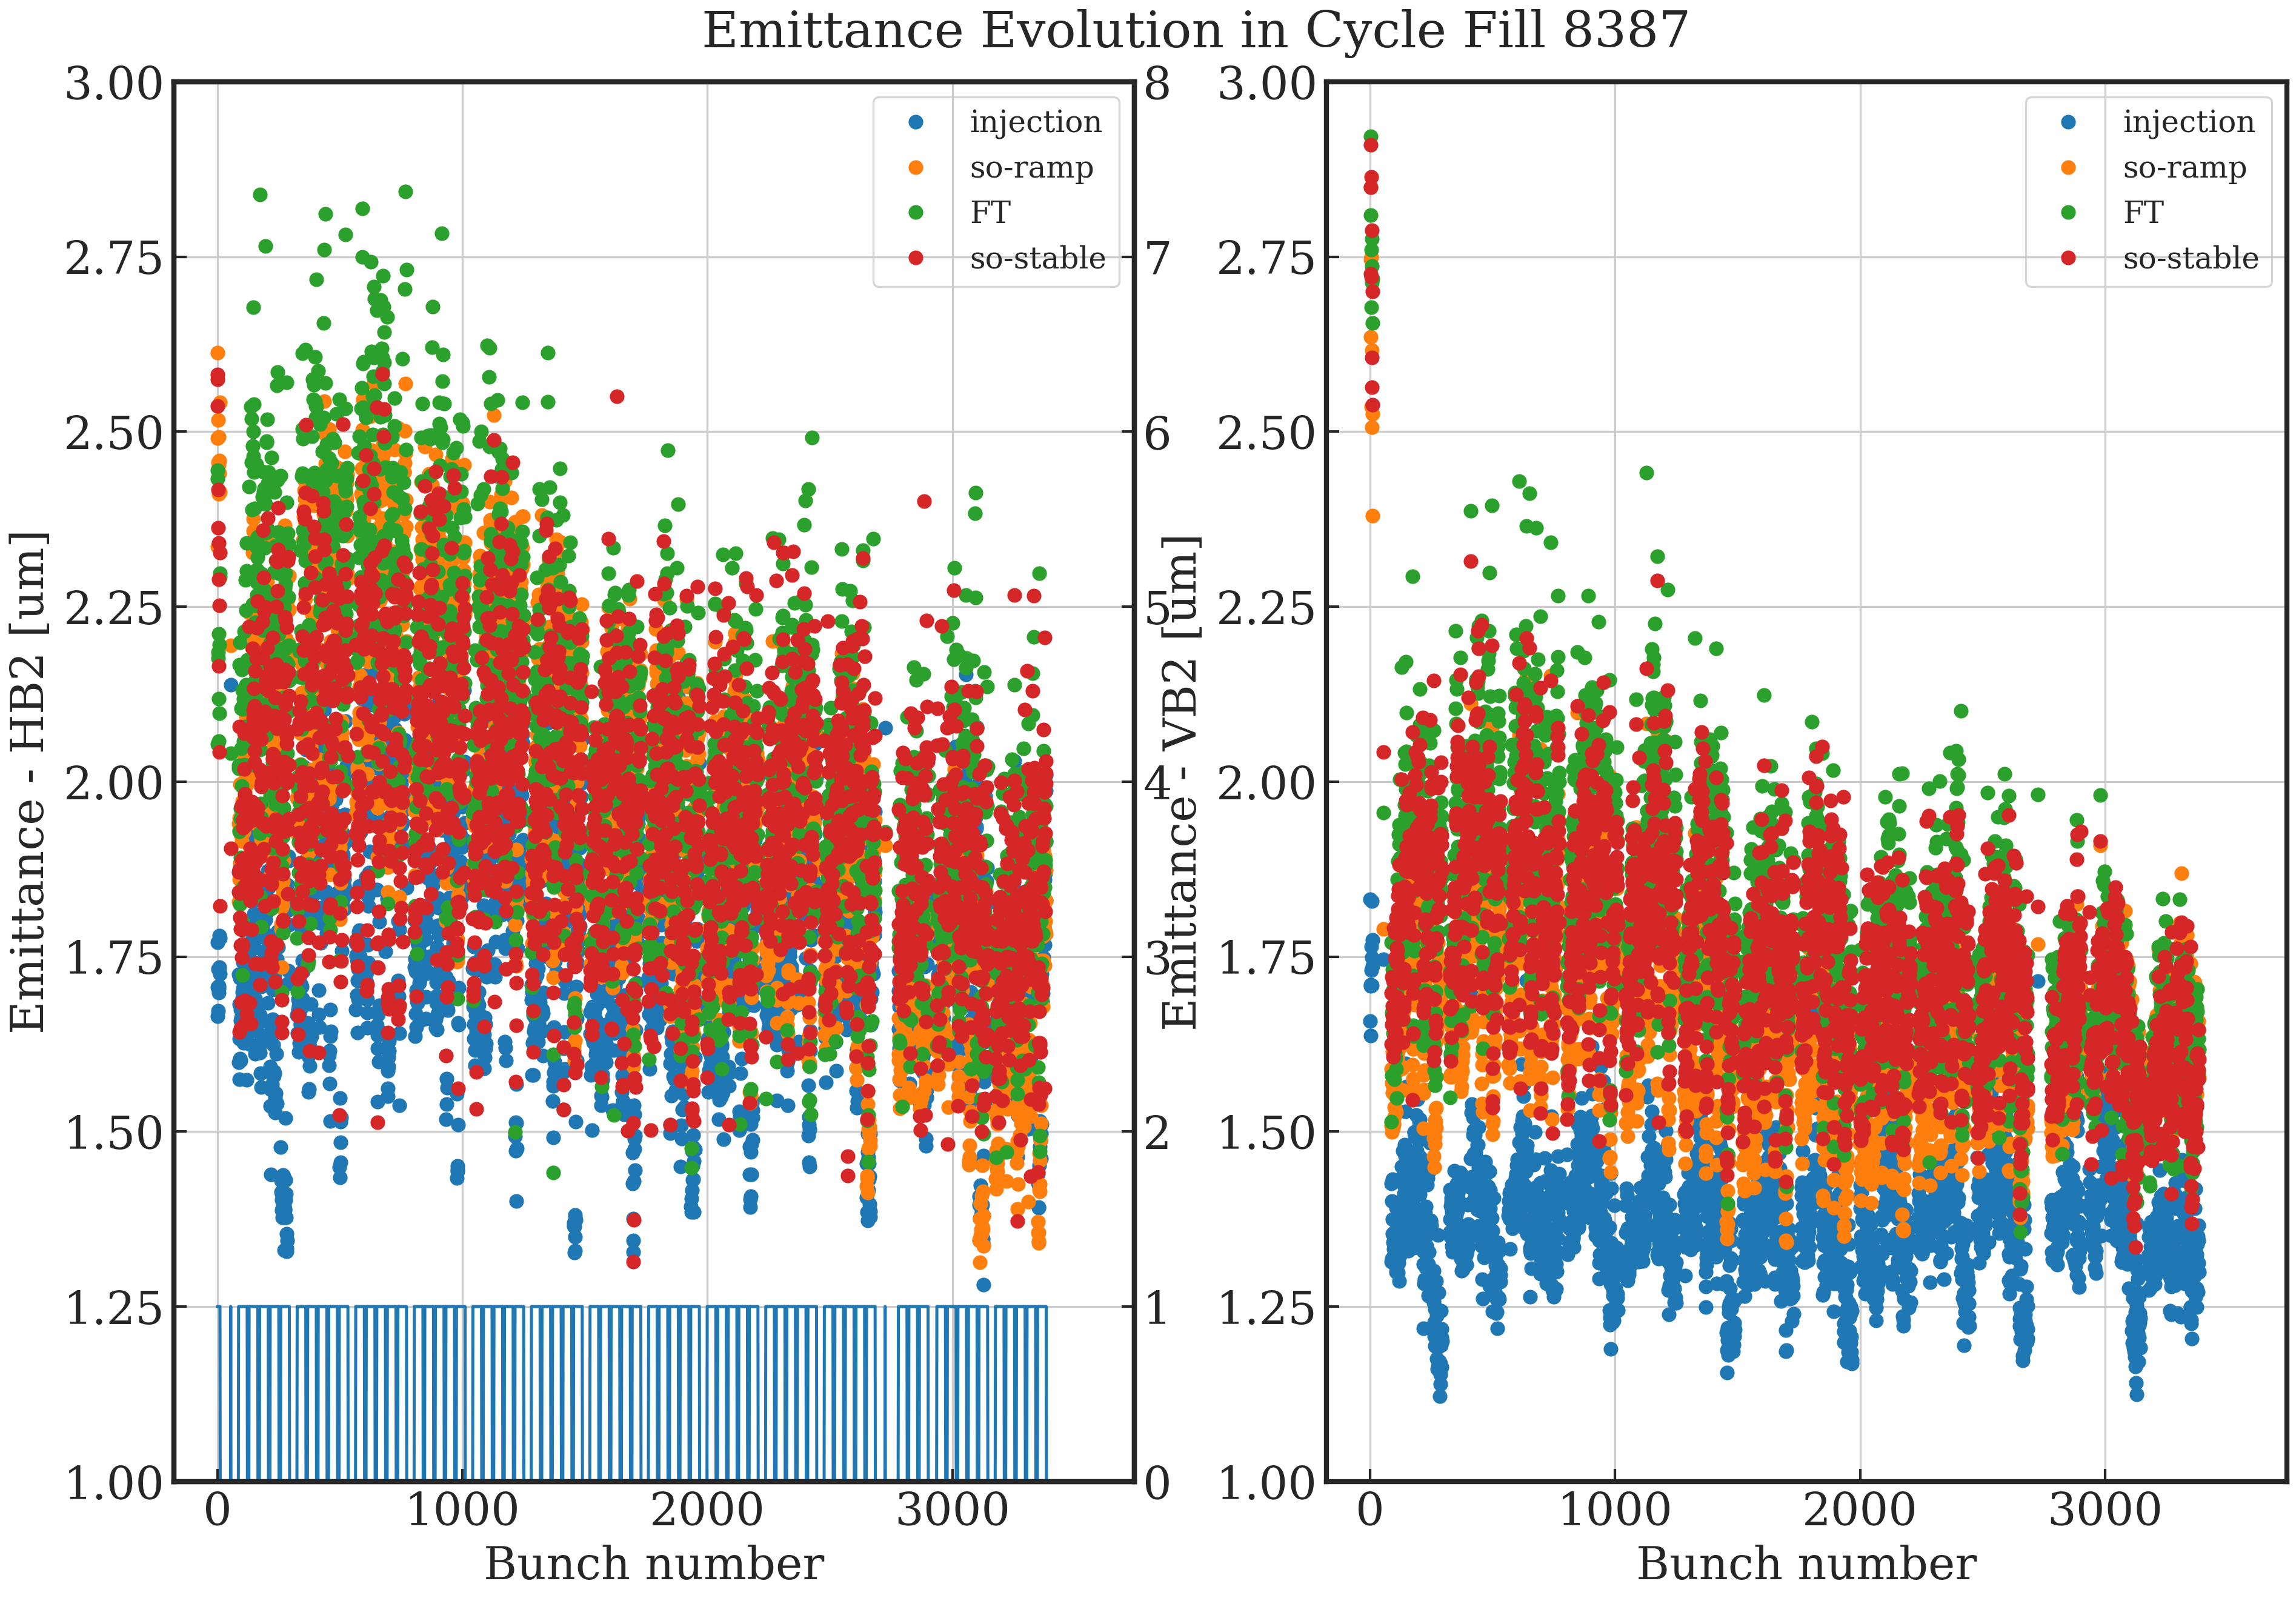 Emittance Evolution in Cycle Fill 8387
Emittance - HB2 [um]
3.00
2.75
2.50
2.25
2.00
1.75
1.50
1.25
1.00
injection
so-ramp
FT
so-stable
8
7
6
5
4
3
2
1
0
0
1000
2000
3000
Bunch number
Emittance - VB2 [um]
3.00
2.75
2.50
2.25
2.00
1.75
1.50
1.25
1.00
injection
so-ramp
FT
so-stable
0
1000
2000
3000
Bunch number